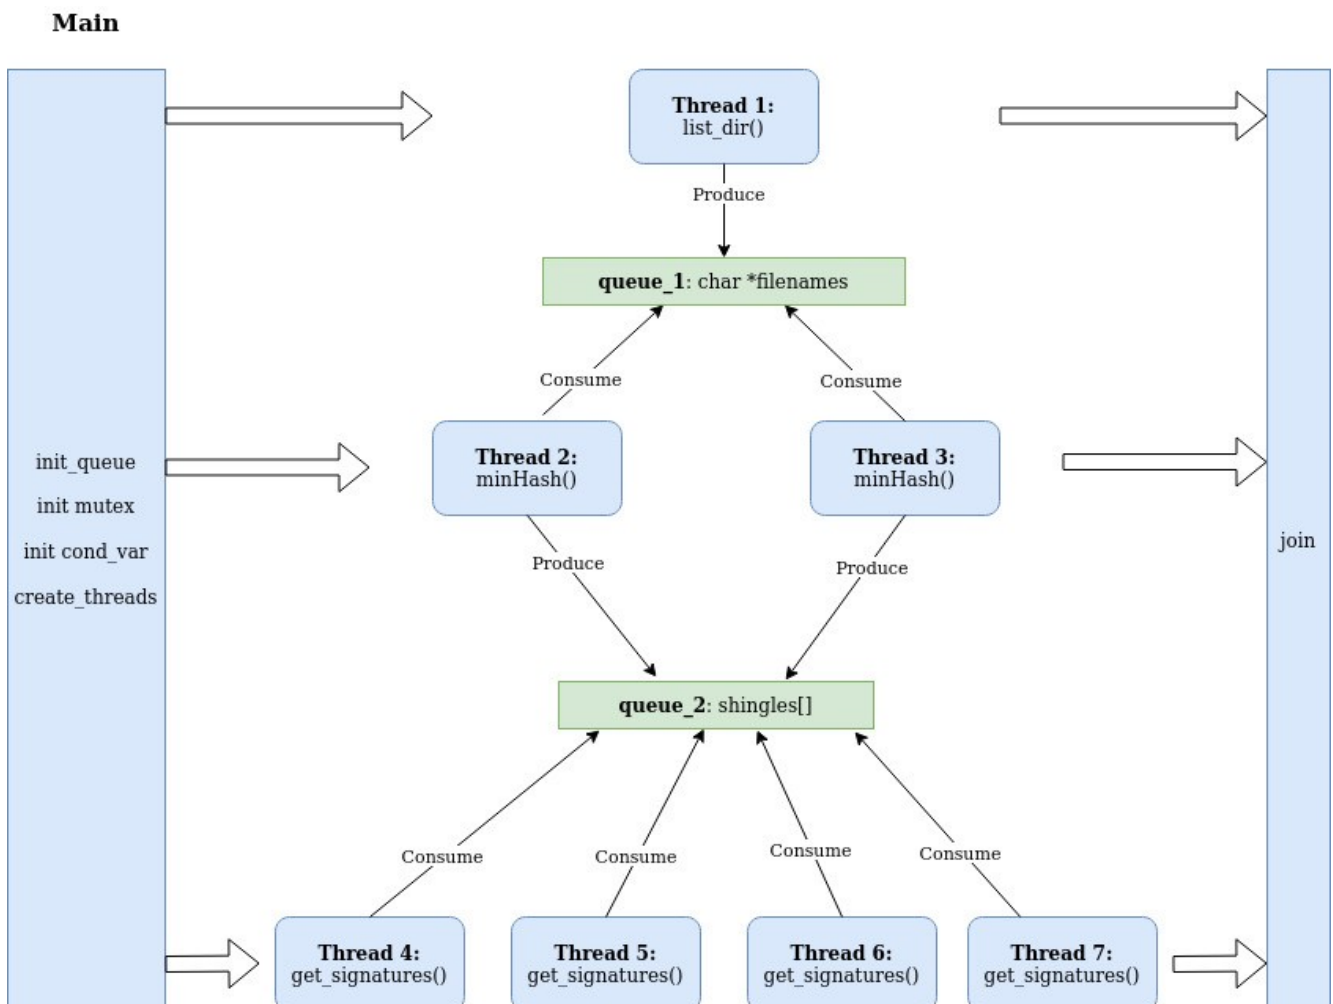 Main
Thread 1:
list_dir()
Produce
queue_1: char *filenames
Consume
Consume
Thread 2:
minHash()
Thread 3:
minHash()
init_queue
init mutex
init cond_var
create_threads
join
Produce
Produce
queue_2: shingles[]
Consume
Consume
Consume
Consume
Thread 4:
get_signatures()
Thread 5:
get_signatures()
Thread 6:
get_signatures()
Thread 7:
get_signatures()